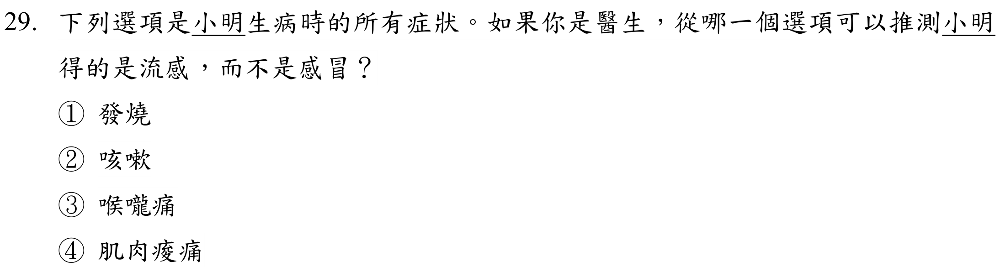 29. 下列選項是小明生病時的所有症狀。如果你是醫生，從哪一個選項可以推測小明
得的是流感，而不是感冒？
① 發燒
② 咳嗽
③ 喉嚨痛
④ 肌肉痠痛